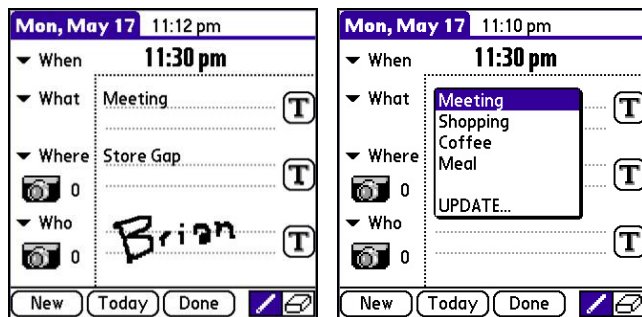 Mon, May 17 11:12 pm
When 11:30 pm
What Meeting T
Where Store Gap T
0
Who Brian T
0
New Today Done
Mon, May 17 11:10 pm
When 11:30 pm
What T
Meeting
Shopping
Coffee
Meal
UPDATE...
Where T
0
Who T
0
New Today Done